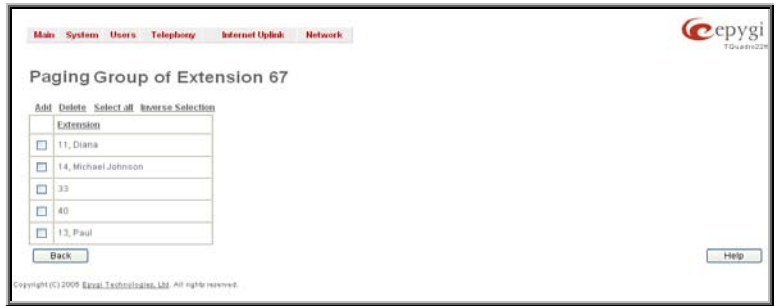 Main System Users Telephony Internet Uplink Network
epygi
Paging Group of Extension 67
Add Delete Select all Inverse Selection
Extension
11, Diana
14, Michael Johnson
33
40
13, Paul
Back
Help
Copyright (C) 2006 Epygi Technologies, Ltd. All rights reserved.